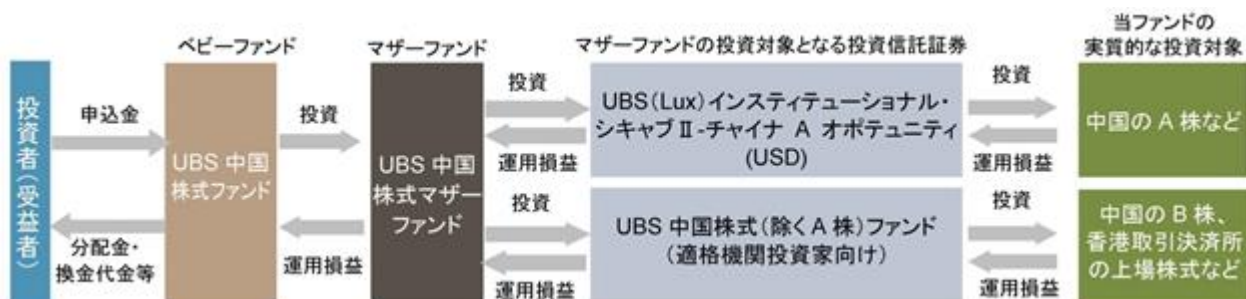 当ファンドの
実質的な投資対象
ベビーファンド
マザーファンド
マザーファンドの投資対象となる投資信託証券
投資者(受益者)
申込金
分配金・
換金代金等
UBS 中国
株式ファンド
投資
運用損益
UBS 中国
株式マザー
ファンド
投資
運用損益
UBS(Lux)インスティテューショナル・
シキャブⅡ-チャイナ A オポテュニティ
(USD)
投資
運用損益
中国の A 株など
投資
運用損益
UBS 中国株式(除く A 株)ファンド
(適格機関投資家向け)
投資
運用損益
中国の B 株、
香港取引決済所
の上場株式など